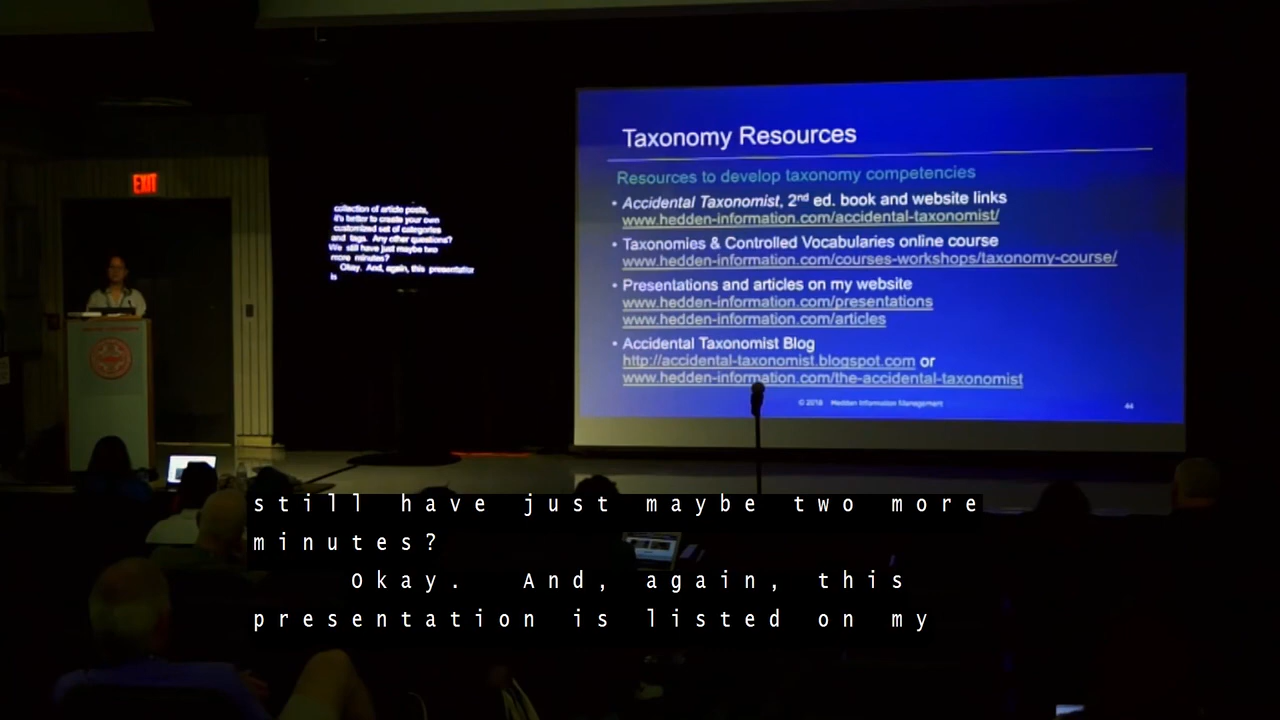 EXIT
collection of article posts,
it's better to create your own
customized set of categories
and tags. Any other questions?
We still have just maybe two
more minutes?
Okay. And, again, this presentation
is
Taxonomy Resources
Resources to develop taxonomy competencies
• Accidental Taxonomist, 2nd ed. book and website links
www.hedden-information.com/accidental-taxonomist/
• Taxonomies & Controlled Vocabularies online course
www.hedden-information.com/courses-workshops/taxonomy-course/
• Presentations and articles on my website
www.hedden-information.com/presentations
www.hedden-information.com/articles
• Accidental Taxonomist Blog
http://accidental-taxonomist.blogspot.com or
www.hedden-information.com/the-accidental-taxonomist
© 2018 Hedden Information Management 44
still have just maybe two more
minutes?
Okay. And, again, this
presentation is listed on my